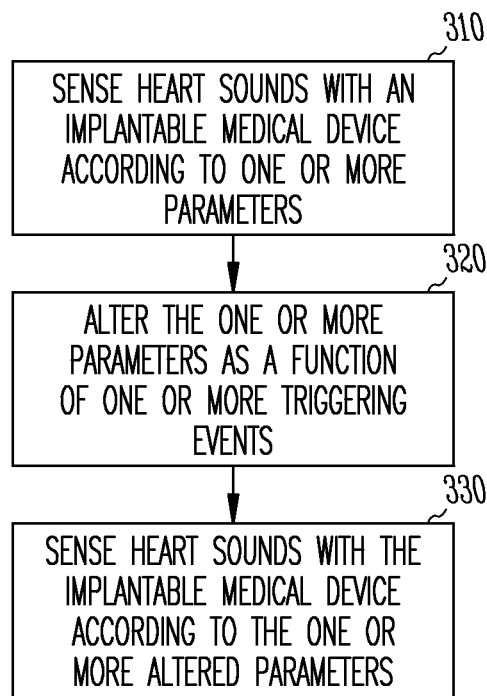 310
SENSE HEART SOUNDS WITH AN
IMPLANTABLE MEDICAL DEVICE
ACCORDING TO ONE OR MORE
PARAMETERS
320
ALTER THE ONE OR MORE
PARAMETERS AS A FUNCTION
OF ONE OR MORE TRIGGERING
EVENTS
330
SENSE HEART SOUNDS WITH THE
IMPLANTABLE MEDICAL DEVICE
ACCORDING TO THE ONE OR
MORE ALTERED PARAMETERS